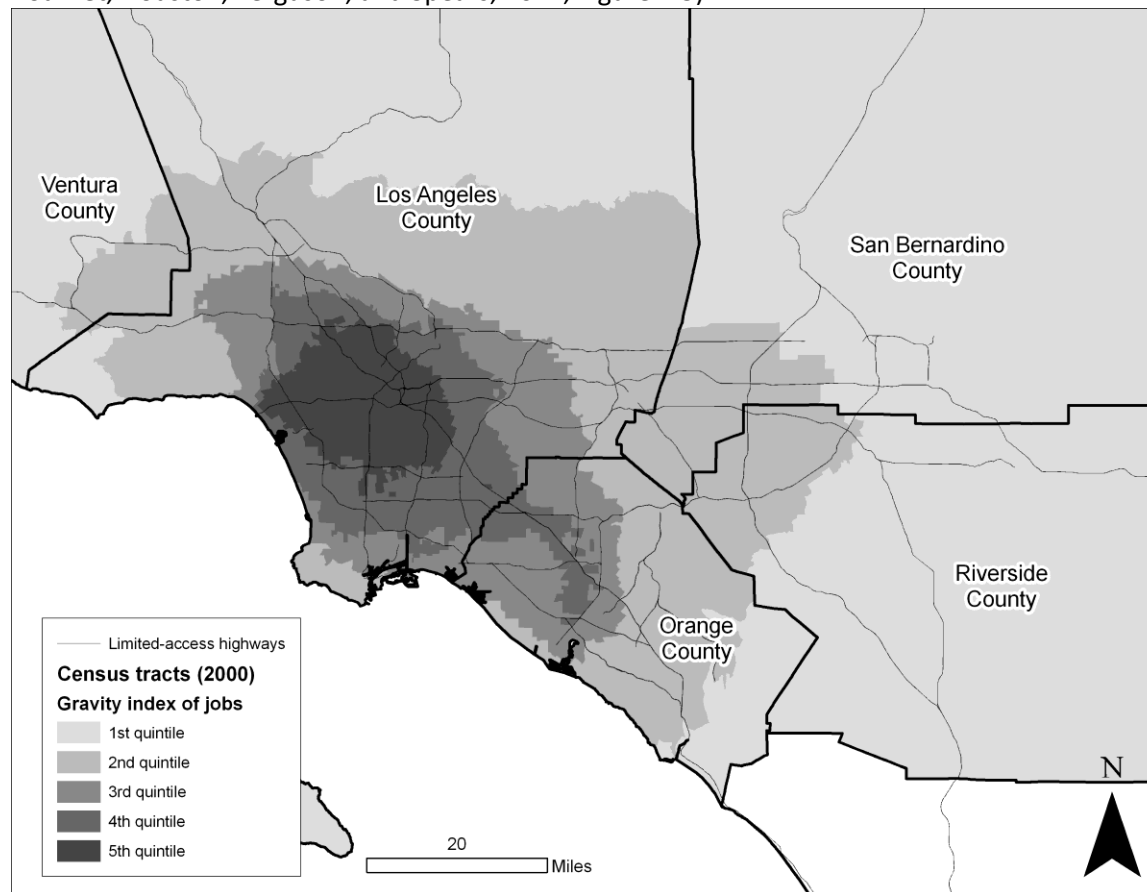 Ventura
County
Los Angeles
County
San Bernardino
County
Riverside
County
Orange
County
Limited-access highways
Census tracts (2000)
Gravity index of jobs
1st quintile
2nd quintile
3rd quintile
4th quintile
5th quintile
20
Miles
N